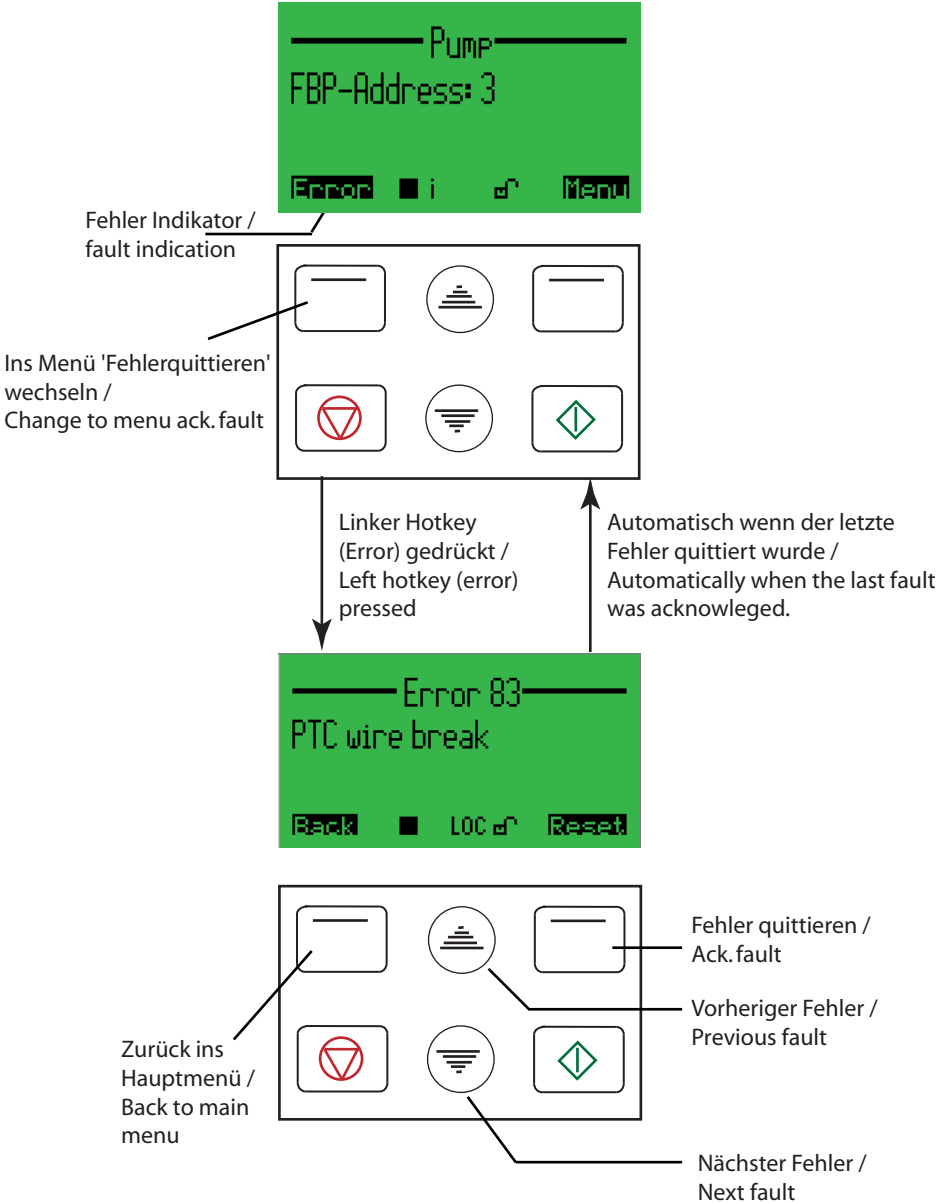 Pump
FBP-Address: 3
Error i Menu
Fehler Indikator /
fault indication
Ins Menü 'Fehlerquittieren'
wechseln /
Change to menu ack. fault
Linker Hotkey
(Error) gedrückt /
Left hotkey (error)
pressed
Automatisch wenn der letzte
Fehler quittiert wurde /
Automatically when the last fault
was acknowleged.
Error 83
PTC wire break
Back LOC Reset
Fehler quittieren /
Ack. fault
Vorheriger Fehler /
Previous fault
Zurück ins
Hauptmenü /
Back to main
menu
Nächster Fehler /
Next fault